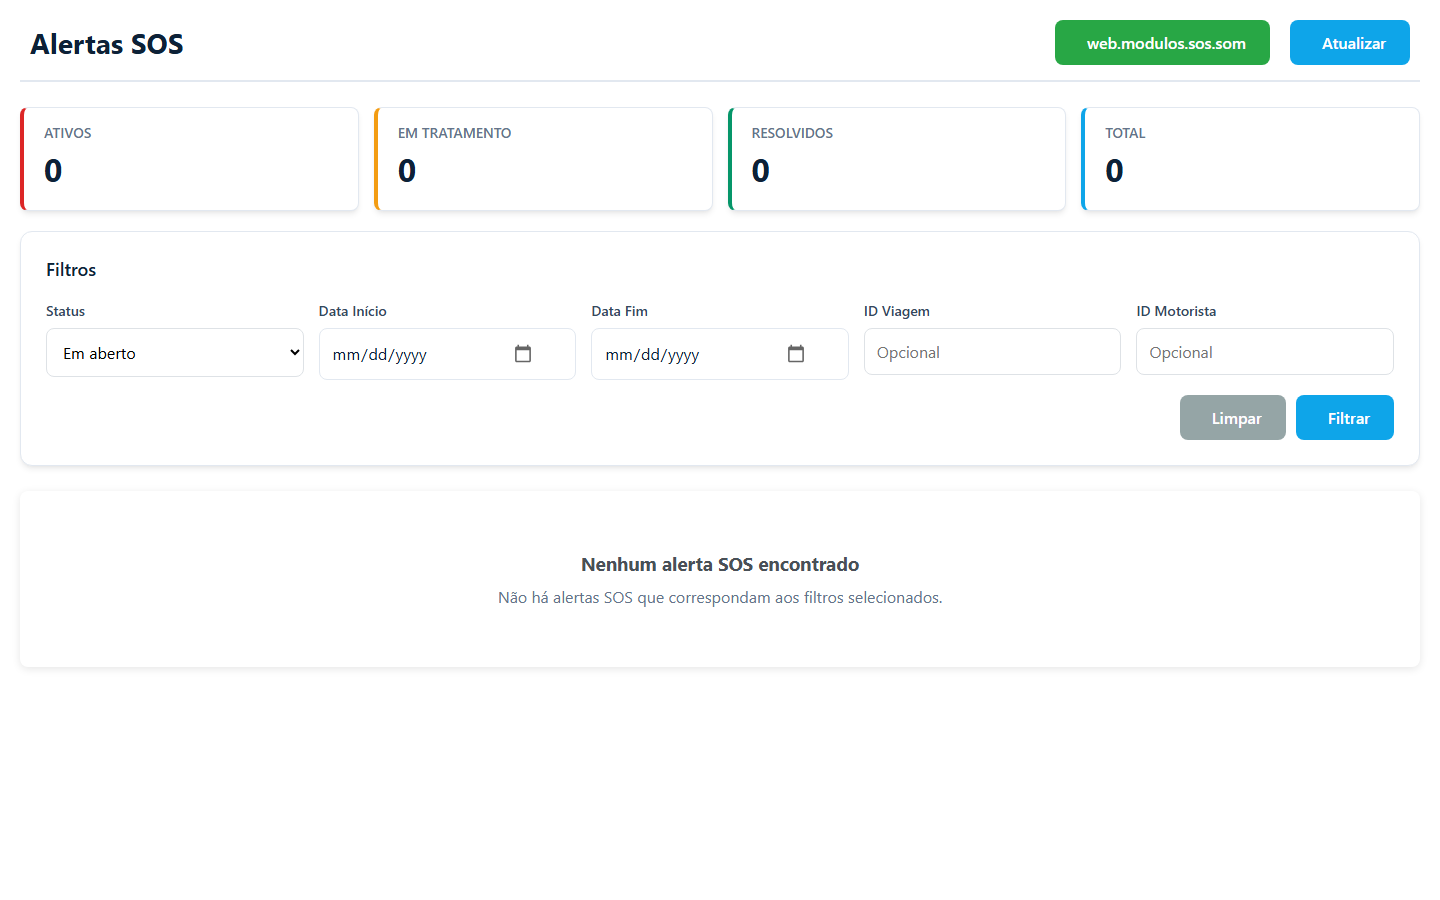 Alertas SOS
web.modulos.sos.som
Atualizar
ATIVOS
0
EM TRATAMENTO
0
RESOLVIDOS
0
TOTAL
0
Filtros
Status
Data Início
Data Fim
ID Viagem
ID Motorista
Em aberto
mm/dd/yyyy
mm/dd/yyyy
Opcional
Opcional
Limpar
Filtrar
Nenhum alerta SOS encontrado
Não há alertas SOS que correspondam aos filtros selecionados.